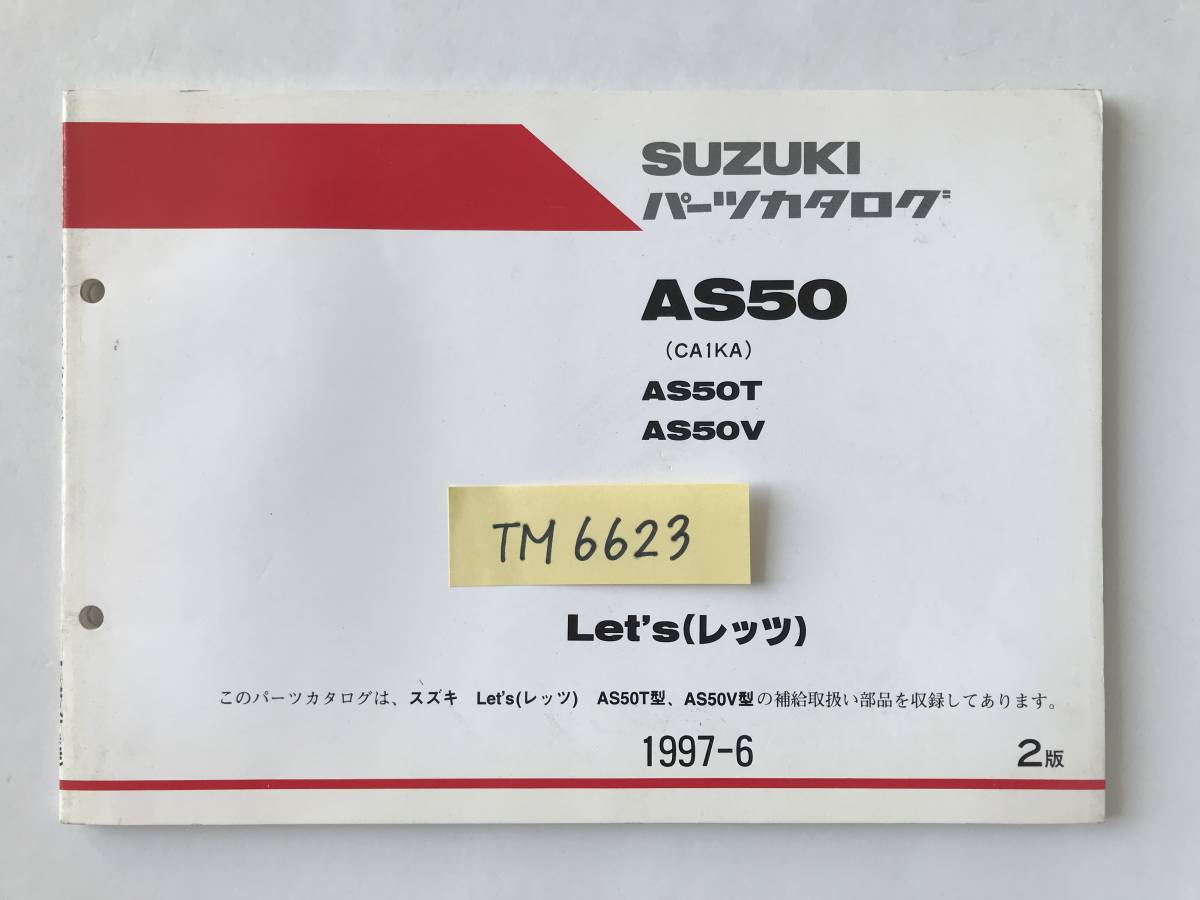 SUZUKI
パーツカタログ
AS50
(CA1KA)
AS50T
AS50V
TM6623
Let's(レッツ)
このパーツカタログは、スズキ Let's(レッツ) AS50T型、AS50V型の補給取扱い部品を収録してあります。
1997-6
2版